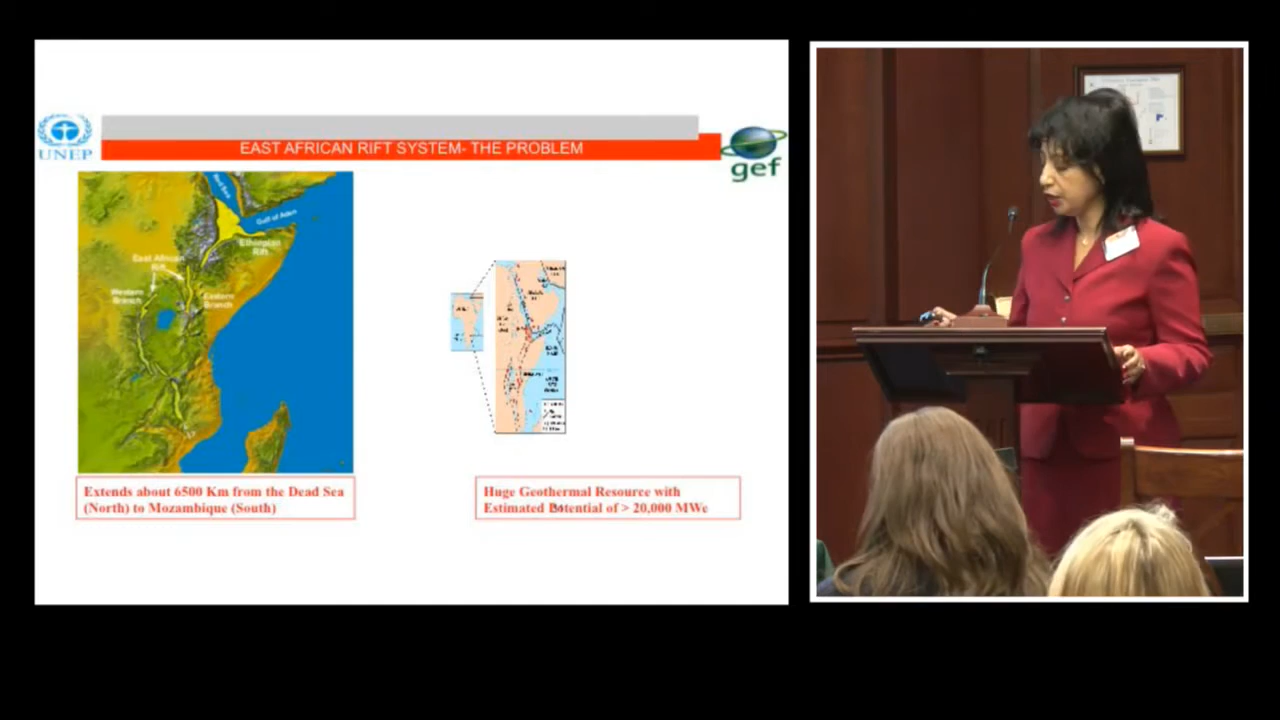 UNEP
EAST AFRICAN RIFT SYSTEM- THE PROBLEM
gef
Red Sea
Gulf of Aden
Ethiopian
Rift
East African
Rift
Western
Branch
Eastern
Branch
Extends about 6500 Km from the Dead Sea
(North) to Mozambique (South)
Huge Geothermal Resource with
Estimated Potential of > 20,000 MWe